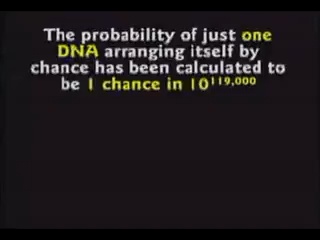 The probability of just one
DNA arranging itself by
chance has been calculated to
be 1 chance in 10¹¹⁹,⁰⁰⁰